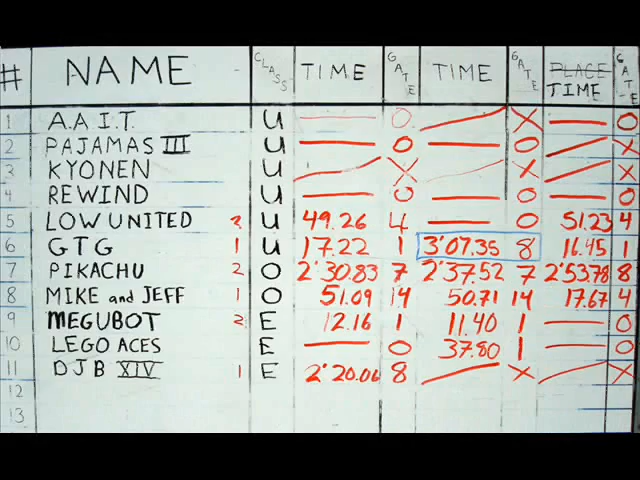 # NAME CLASS TIME GATE TIME GATE PLACE TIME GATE
1 A.A I.T. U — O / X — O
2 PAJAMAS III U — O — O / X
3 KYONEN U / X / X / X
4 REWIND U — O — O — O
5 LOW UNITED 2 U 49.26 4 — O 51.23 4
6 GTG 1 U 17.22 1 3'07.35 8 16.45 1
7 PIKACHU 2 O 2'30.83 7 2'37.52 7 2'5378 8
8 MIKE and JEFF 1 O 51.09 14 50.71 14 17.67 4
9 MEGUBOT 2 E 12.16 1 11.40 1 — O
10 LEGO ACES E — O 37.80 1 — O
11 DJB XIV 1 E 2'20.06 8 / X / X
12
13